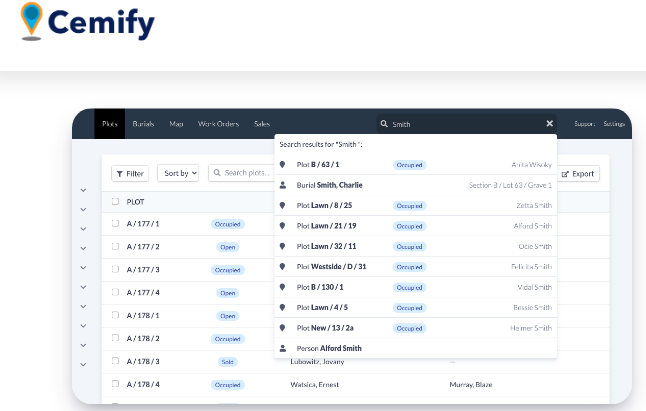 Cemify
Plots Burials Map Work Orders Sales Smith Support Settings
Search results for "Smith ":
Plot B / 63 / 1 Occupied Anita Wisoky
Filter Sort by Search plots... Export
Burial Smith, Charlie Section B / Lot 63 / Grave 1
PLOT
Plot Lawn / 8 / 25 Occupied Zetta Smith
A / 177 / 1 Occupied
Plot Lawn / 21 / 19 Occupied Alford Smith
A / 177 / 2 Open
Plot Lawn / 32 / 11 Occupied Ocie Smith
A / 177 / 3 Occupied
Plot Westside / D / 31 Occupied Felicita Smith
A / 177 / 4 Open
Plot B / 130 / 1 Occupied Vidal Smith
A / 178 / 1 Open
Plot Lawn / 4 / 5 Occupied Bessie Smith
Plot New / 13 / 2a Occupied Helmer Smith
A / 178 / 2 Occupied
Person Alford Smith
A / 178 / 3 Sold Lubowitz, Jovany —
A / 178 / 4 Occupied Watsica, Ernest Murray, Blaze